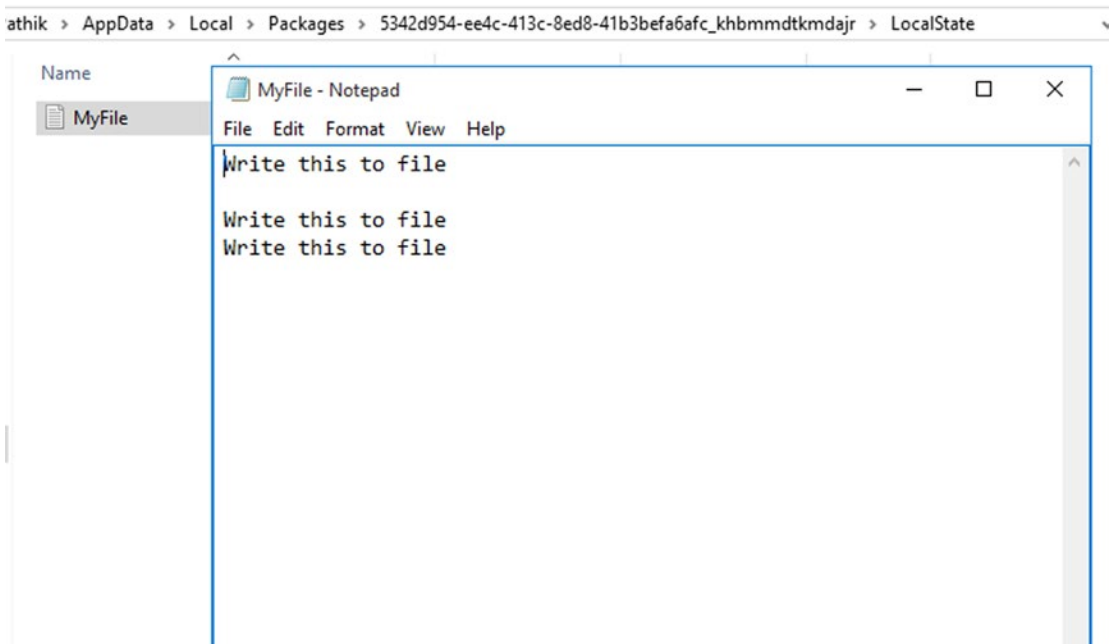 athik > AppData > Local > Packages > 5342d954-ee4c-413c-8ed8-41b3befa6afc_khbmmdtkmdajr > LocalState
Name
MyFile
MyFile - Notepad
File Edit Format View Help
Write this to file
Write this to file
Write this to file